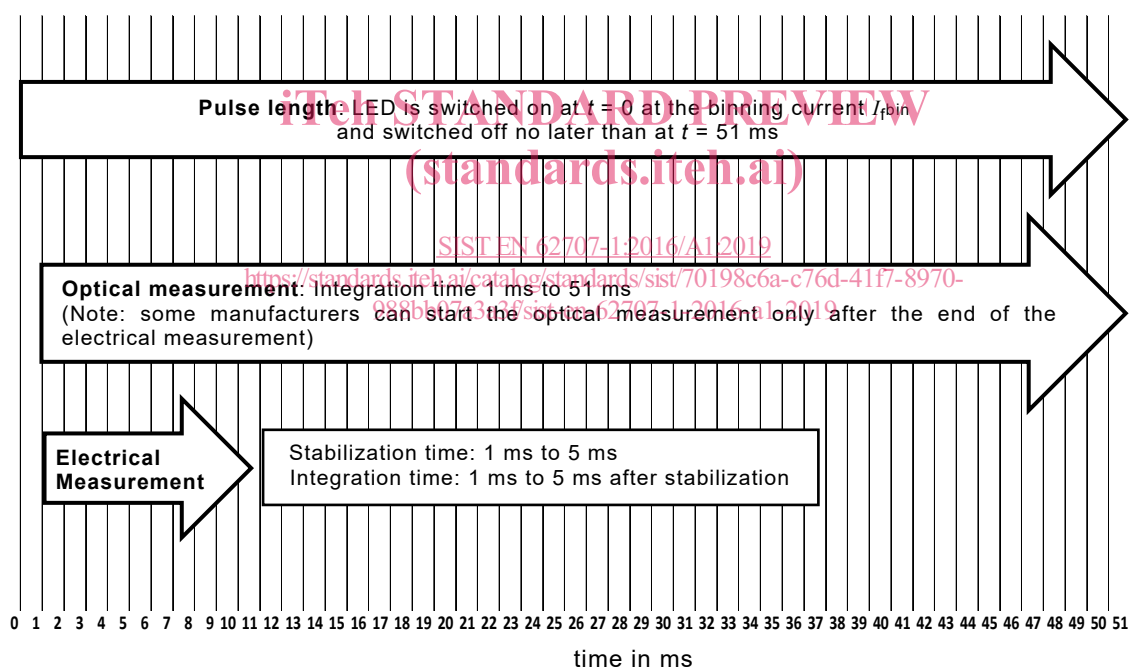 iTeh STANDARD PREVIEW
Pulse length: LED is switched on at t = 0 at the binning current Ifbin
and switched off no later than at t = 51 ms
(standards.iteh.ai)
SIST EN 62707-1:2016/A1:2019
https://standards.iteh.ai/catalog/standards/sist/70198c6a-c76d-41f7-8970-
Optical measurement: Integration time 1 ms to 51 ms
(Note: some manufacturers can start the optical measurement only after the end of the
electrical measurement)
Electrical
Measurement
Stabilization time: 1 ms to 5 ms
Integration time: 1 ms to 5 ms after stabilization
0 1 2 3 4 5 6 7 8 9 10 11 12 13 14 15 16 17 18 19 20 21 22 23 24 25 26 27 28 29 30 31 32 33 34 35 36 37 38 39 40 41 42 43 44 45 46 47 48 49 50 51
time in ms